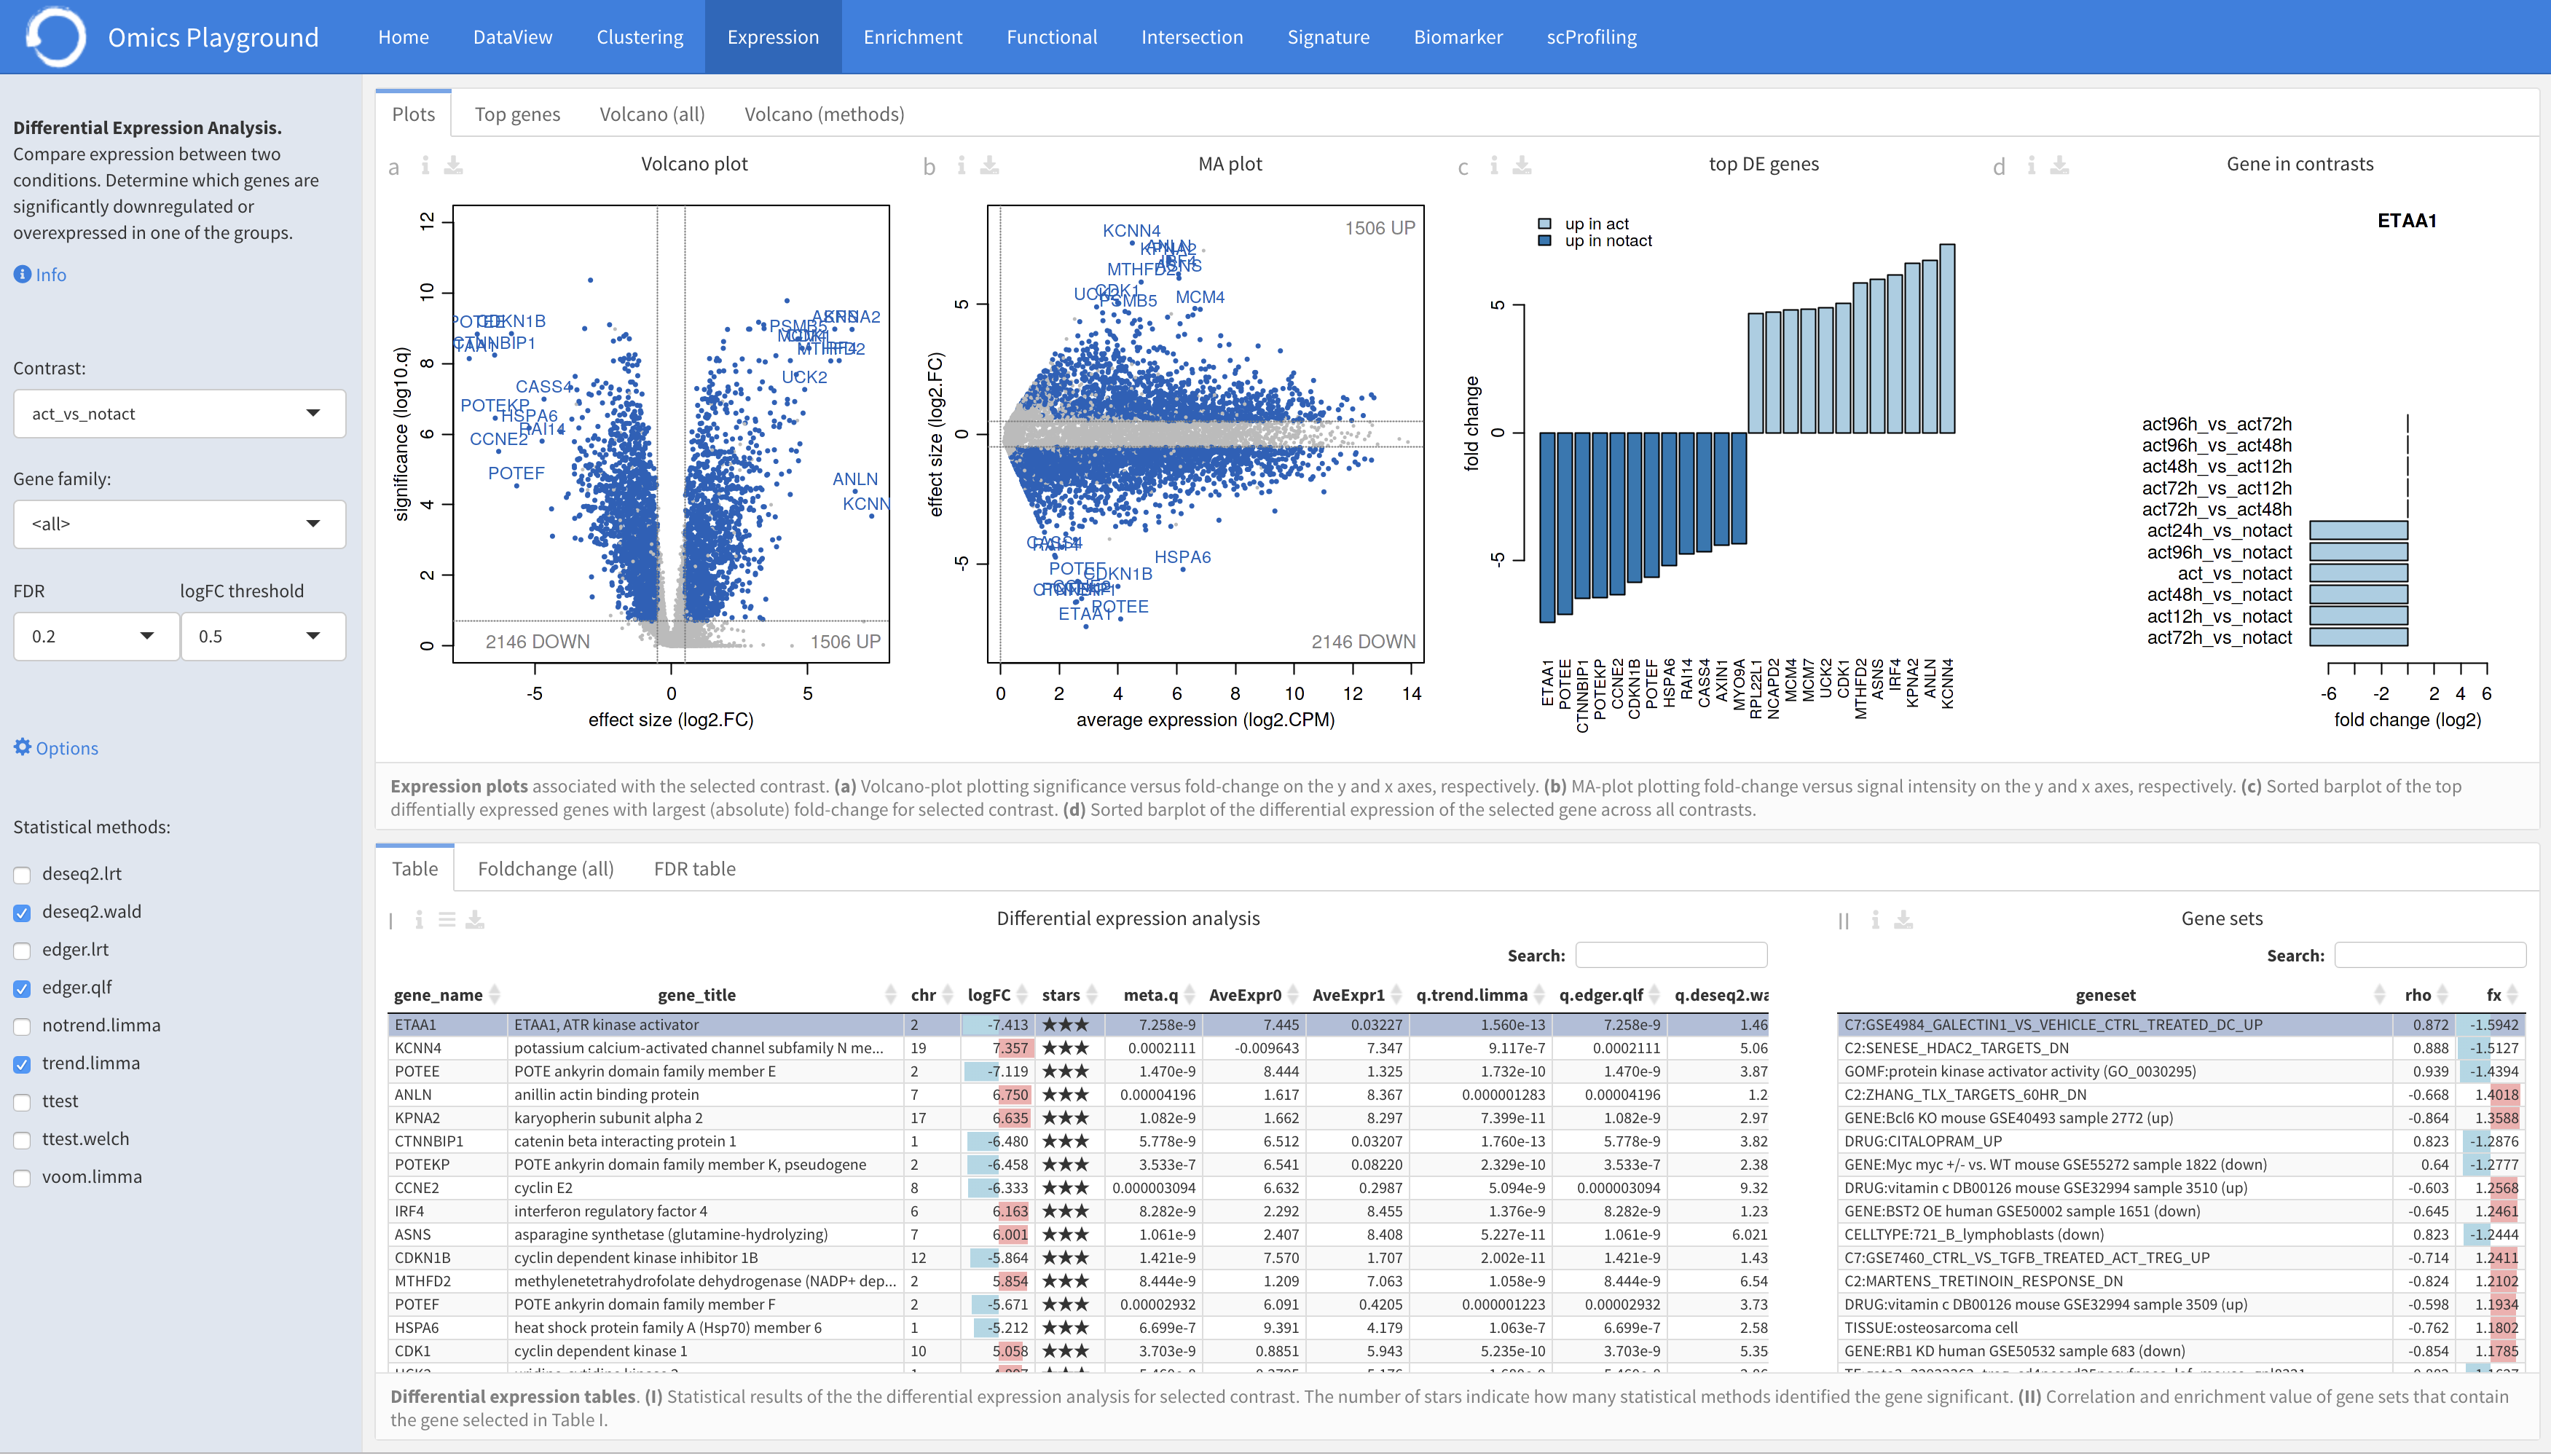 Omics Playground
Home DataView Clustering Expression Enrichment Functional Intersection Signature Biomarker scProfiling
Differential Expression Analysis.
Compare expression between two
conditions. Determine which genes are
significantly downregulated or
overexpressed in one of the groups.
Info
Contrast:
act_vs_notact
Gene family:
<all>
FDR logFC threshold
0.2 0.5
Options
Statistical methods:
deseq2.lrt
deseq2.wald
edger.lrt
edger.qlf
notrend.limma
trend.limma
ttest
ttest.welch
voom.limma
Plots Top genes Volcano (all) Volcano (methods)
a Volcano plot
12
10
8
6
4
2
0
significance (log10.q)
CDKN1B
CTNNBIP1
CASS4
POTEKP
HSPA6
RAI14
CCNE2
POTEF
KPNA2
PSMB5
MTHFD2
UCK2
ANLN
KCNN
2146 DOWN 1506 UP
-5 0 5
effect size (log2.FC)
b MA plot
1506 UP
KCNN4
ANLN
KPNA2
IRF4
ASNS
MTHFD2
CDK1
UCK2
PSMB5
MCM4
5
0
-5
effect size (log2.FC)
CASS4
HSPA6
POTEF
CDKN1B
POTEE
ETAA1
2146 DOWN
0 2 4 6 8 10 12 14
average expression (log2.CPM)
c top DE genes
up in act
up in notact
5
0
-5
fold change
ETAA1
POTEE
CTNNBIP1
POTEKP
CCNE2
CDKN1B
POTEF
HSPA6
RAI14
CASS4
AXIN1
MYO9A
RPL22L1
NCAPD2
MCM4
MCM7
UCK2
CDK1
MTHFD2
ASNS
IRF4
KPNA2
ANLN
KCNN4
d Gene in contrasts
ETAA1
act96h_vs_act72h
act96h_vs_act48h
act48h_vs_act12h
act72h_vs_act12h
act72h_vs_act48h
act24h_vs_notact
act96h_vs_notact
act_vs_notact
act48h_vs_notact
act12h_vs_notact
act72h_vs_notact
-6 -2 2 4 6
fold change (log2)
Expression plots associated with the selected contrast. (a) Volcano-plot plotting significance versus fold-change on the y and x axes, respectively. (b) MA-plot plotting fold-change versus signal intensity on the y and x axes, respectively. (c) Sorted barplot of the top
diffentially expressed genes with largest (absolute) fold-change for selected contrast. (d) Sorted barplot of the differential expression of the selected gene across all contrasts.
Table Foldchange (all) FDR table
I Differential expression analysis
Search:
gene_name gene_title chr logFC stars meta.q AveExpr0 AveExpr1 q.trend.limma q.edger.qlf q.deseq2.wa
ETAA1 ETAA1, ATR kinase activator 2 -7.413 ★★★ 7.258e-9 7.445 0.03227 1.560e-13 7.258e-9 1.46
KCNN4 potassium calcium-activated channel subfamily N me... 19 7.357 ★★★ 0.0002111 -0.009643 7.347 9.117e-7 0.0002111 5.06
POTEE POTE ankyrin domain family member E 2 -7.119 ★★★ 1.470e-9 8.444 1.325 1.732e-10 1.470e-9 3.87
ANLN anillin actin binding protein 7 6.750 ★★★ 0.00004196 1.617 8.367 0.000001283 0.00004196 1.2
KPNA2 karyopherin subunit alpha 2 17 6.635 ★★★ 1.082e-9 1.662 8.297 7.399e-11 1.082e-9 2.97
CTNNBIP1 catenin beta interacting protein 1 1 -6.480 ★★★ 5.778e-9 6.512 0.03207 1.760e-13 5.778e-9 3.82
POTEKP POTE ankyrin domain family member K, pseudogene 2 -6.458 ★★★ 3.533e-7 6.541 0.08220 2.329e-10 3.533e-7 2.38
CCNE2 cyclin E2 8 -6.333 ★★★ 0.000003094 6.632 0.2987 5.094e-9 0.000003094 9.32
IRF4 interferon regulatory factor 4 6 6.163 ★★★ 8.282e-9 2.292 8.455 1.376e-9 8.282e-9 1.23
ASNS asparagine synthetase (glutamine-hydrolyzing) 7 6.001 ★★★ 1.061e-9 2.407 8.408 5.227e-11 1.061e-9 6.021
CDKN1B cyclin dependent kinase inhibitor 1B 12 -5.864 ★★★ 1.421e-9 7.570 1.707 2.002e-11 1.421e-9 1.43
MTHFD2 methylenetetrahydrofolate dehydrogenase (NADP+ dep... 2 5.854 ★★★ 8.444e-9 1.209 7.063 1.058e-9 8.444e-9 6.54
POTEF POTE ankyrin domain family member F 2 -5.671 ★★★ 0.00002932 6.091 0.4205 0.000001223 0.00002932 3.73
HSPA6 heat shock protein family A (Hsp70) member 6 1 -5.212 ★★★ 6.699e-7 9.391 4.179 1.063e-7 6.699e-7 2.58
CDK1 cyclin dependent kinase 1 10 5.058 ★★★ 3.703e-9 0.8851 5.943 5.235e-10 3.703e-9 5.35
II Gene sets
Search:
geneset rho fx
C7:GSE4984_GALECTIN1_VS_VEHICLE_CTRL_TREATED_DC_UP 0.872 -1.5942
C2:SENESE_HDAC2_TARGETS_DN 0.888 -1.5127
GOMF:protein kinase activator activity (GO_0030295) 0.939 -1.4394
C2:ZHANG_TLX_TARGETS_60HR_DN -0.668 1.4018
GENE:Bcl6 KO mouse GSE40493 sample 2772 (up) -0.864 1.3588
DRUG:CITALOPRAM_UP 0.823 -1.2876
GENE:Myc myc +/- vs. WT mouse GSE55272 sample 1822 (down) 0.64 -1.2777
DRUG:vitamin c DB00126 mouse GSE32994 sample 3510 (up) -0.603 1.2568
GENE:BST2 OE human GSE50002 sample 1651 (down) -0.645 1.2461
CELLTYPE:721_B_lymphoblasts (down) 0.823 -1.2444
C7:GSE7460_CTRL_VS_TGFB_TREATED_ACT_TREG_UP -0.714 1.2411
C2:MARTENS_TRETINOIN_RESPONSE_DN -0.824 1.2102
DRUG:vitamin c DB00126 mouse GSE32994 sample 3509 (up) -0.598 1.1934
TISSUE:osteosarcoma cell -0.762 1.1802
GENE:RB1 KD human GSE50532 sample 683 (down) -0.854 1.1785
Differential expression tables. (I) Statistical results of the the differential expression analysis for selected contrast. The number of stars indicate how many statistical methods identified the gene significant. (II) Correlation and enrichment value of gene sets that contain
the gene selected in Table I.